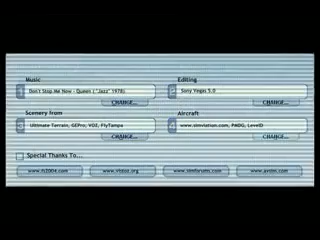 Music
Editing
1 Don't Stop Me Now - Queen ("Jazz" 1978)
2 Sony Vegas 5.0
CHANGE...
CHANGE...
Scenery from
Aircraft
3 Ultimate Terrain, GEPro, VOZ, FlyTampa
4 www.simviation.com, PADG, LevelD
CHANGE...
CHANGE...
Special Thanks To...
www.fs2004.com
www.vistaoz.org
www.simforums.com
www.avsim.com